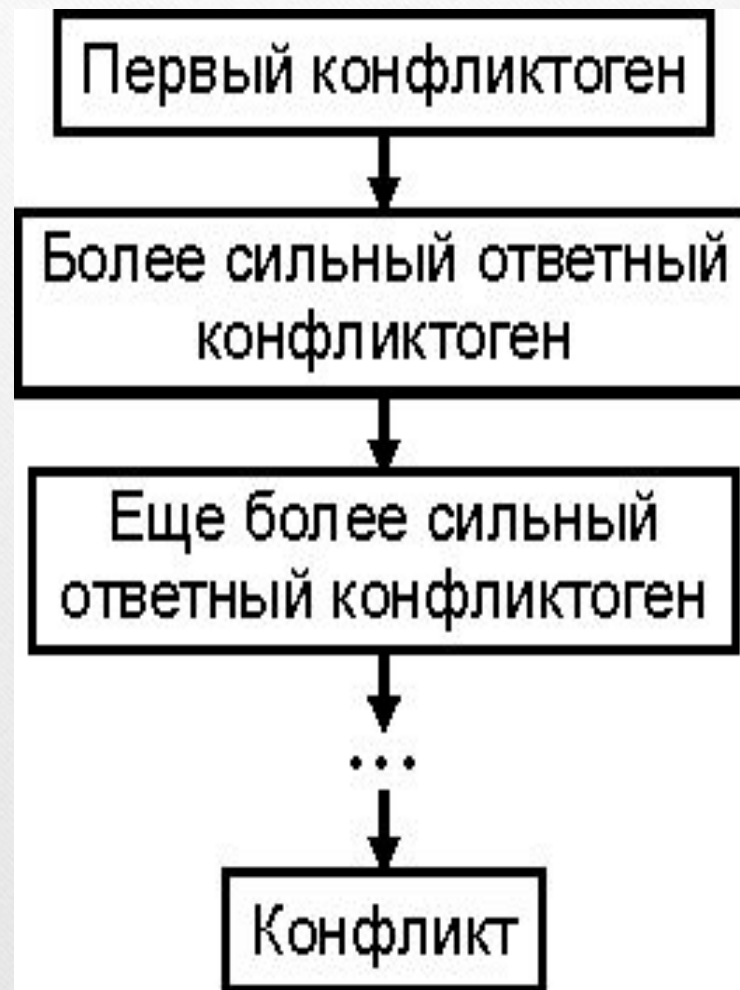 Первый конфликтоген
Более сильный ответный
конфликтоген
Еще более сильный
ответный конфликтоген
...
Конфликт